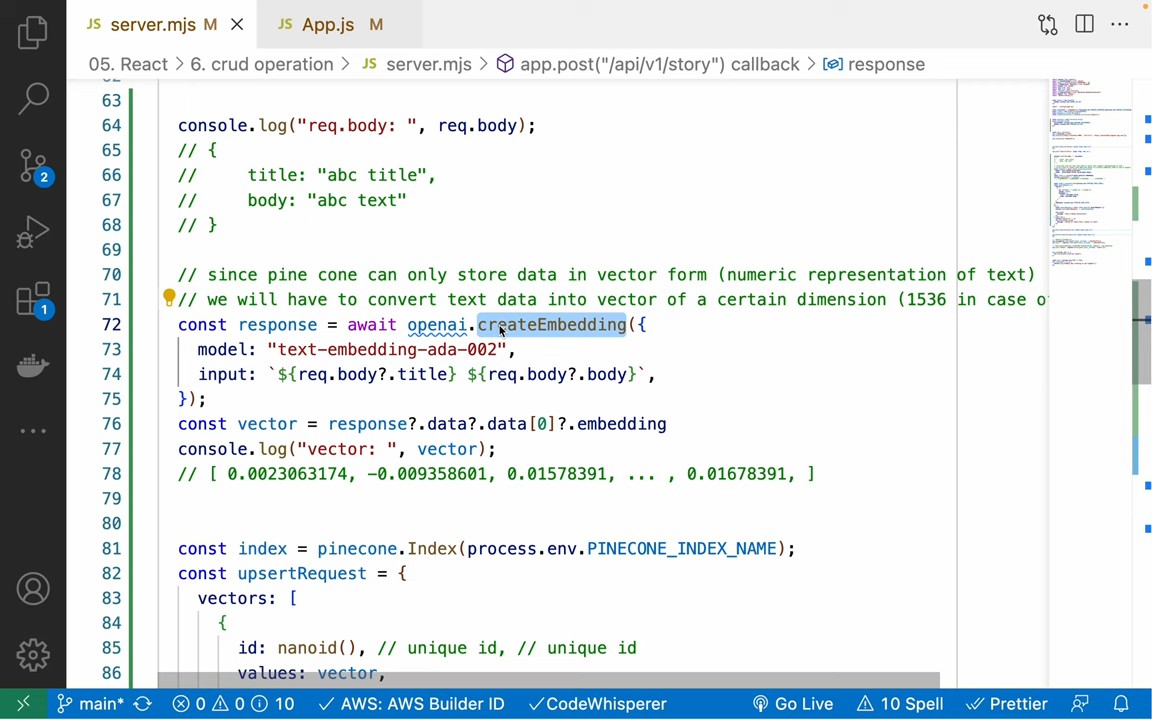 JS server.mjs M
JS App.js M
05. React > 6. crud operation > JS server.mjs > app.post("/api/v1/story") callback > response
63
64 console.log("req.body: ", req.body);
65 // {
66 //     title: "abc title",
67 //     body: "abc text"
68 // }
69
70 // since pine cone can only store data in vector form (numeric representation of text)
71 // we will have to convert text data into vector of a certain dimension (1536 in case o
72 const response = await openai.createEmbedding({
73   model: "text-embedding-ada-002",
74   input: `${req.body?.title} ${req.body?.body}`,
75 });
76 const vector = response?.data?.data[0]?.embedding
77 console.log("vector: ", vector);
78 // [ 0.0023063174, -0.009358601, 0.01578391, ... , 0.01678391, ]
79
80
81 const index = pinecone.Index(process.env.PINECONE_INDEX_NAME);
82 const upsertRequest = {
83   vectors: [
84     {
85       id: nanoid(), // unique id, // unique id
86       values: vector,
2
1
main* 0 0 10 AWS: AWS Builder ID CodeWhisperer Go Live 10 Spell Prettier